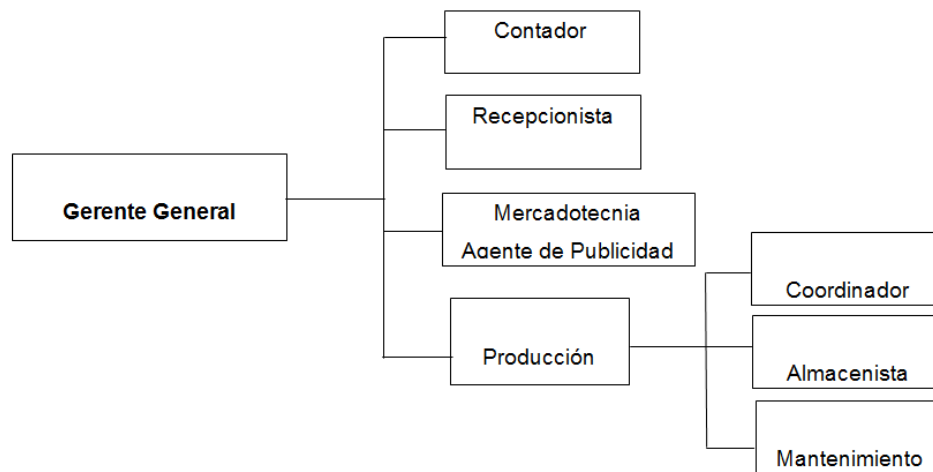 Contador
Recepcionista
Gerente General
Mercadotecnia
Agente de Publicidad
Coordinador
Producción
Almacenista
Mantenimiento